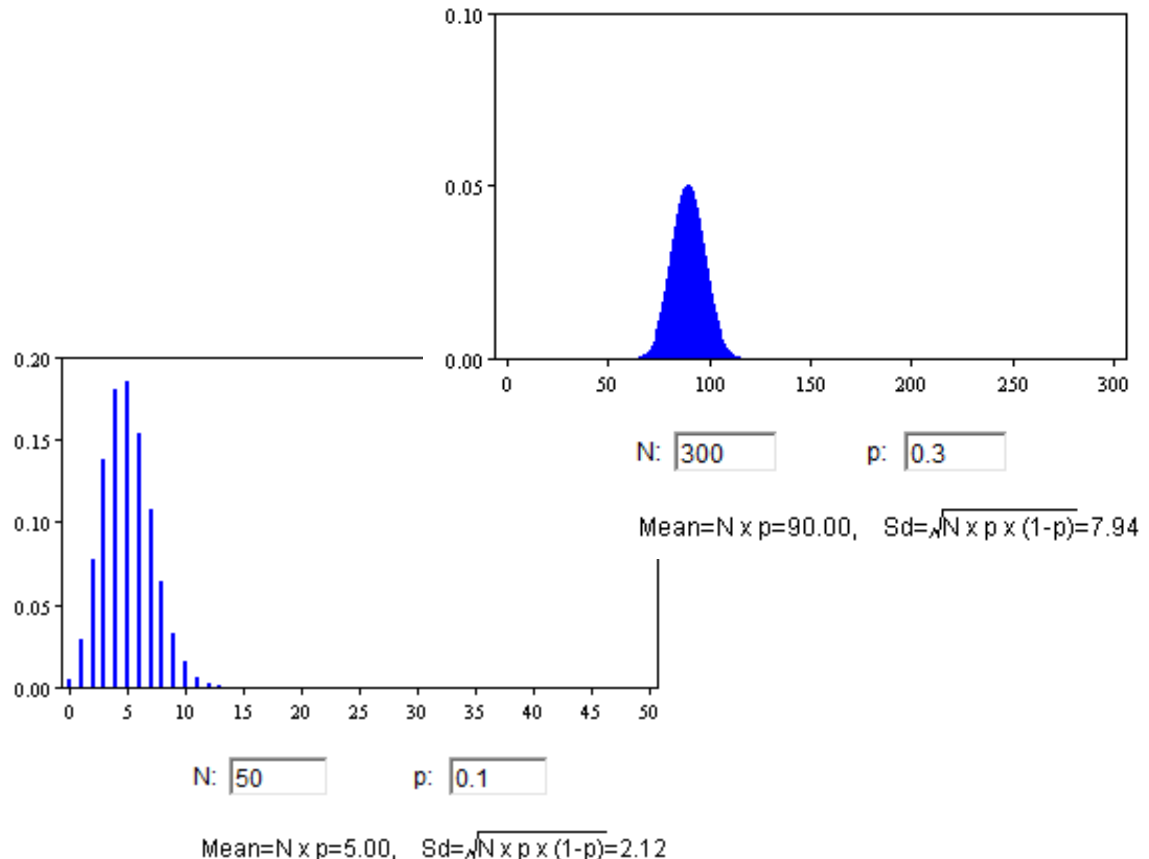 0.10
0.05
0.00
0 50 100 150 200 250 300
N: 300 p: 0.3
Mean=N x p=90.00, Sd=√N x p x (1-p)=7.94
0.20
0.15
0.10
0.05
0.00
0 5 10 15 20 25 30 35 40 45 50
N: 50 p: 0.1
Mean=N x p=5.00, Sd=√N x p x (1-p)=2.12